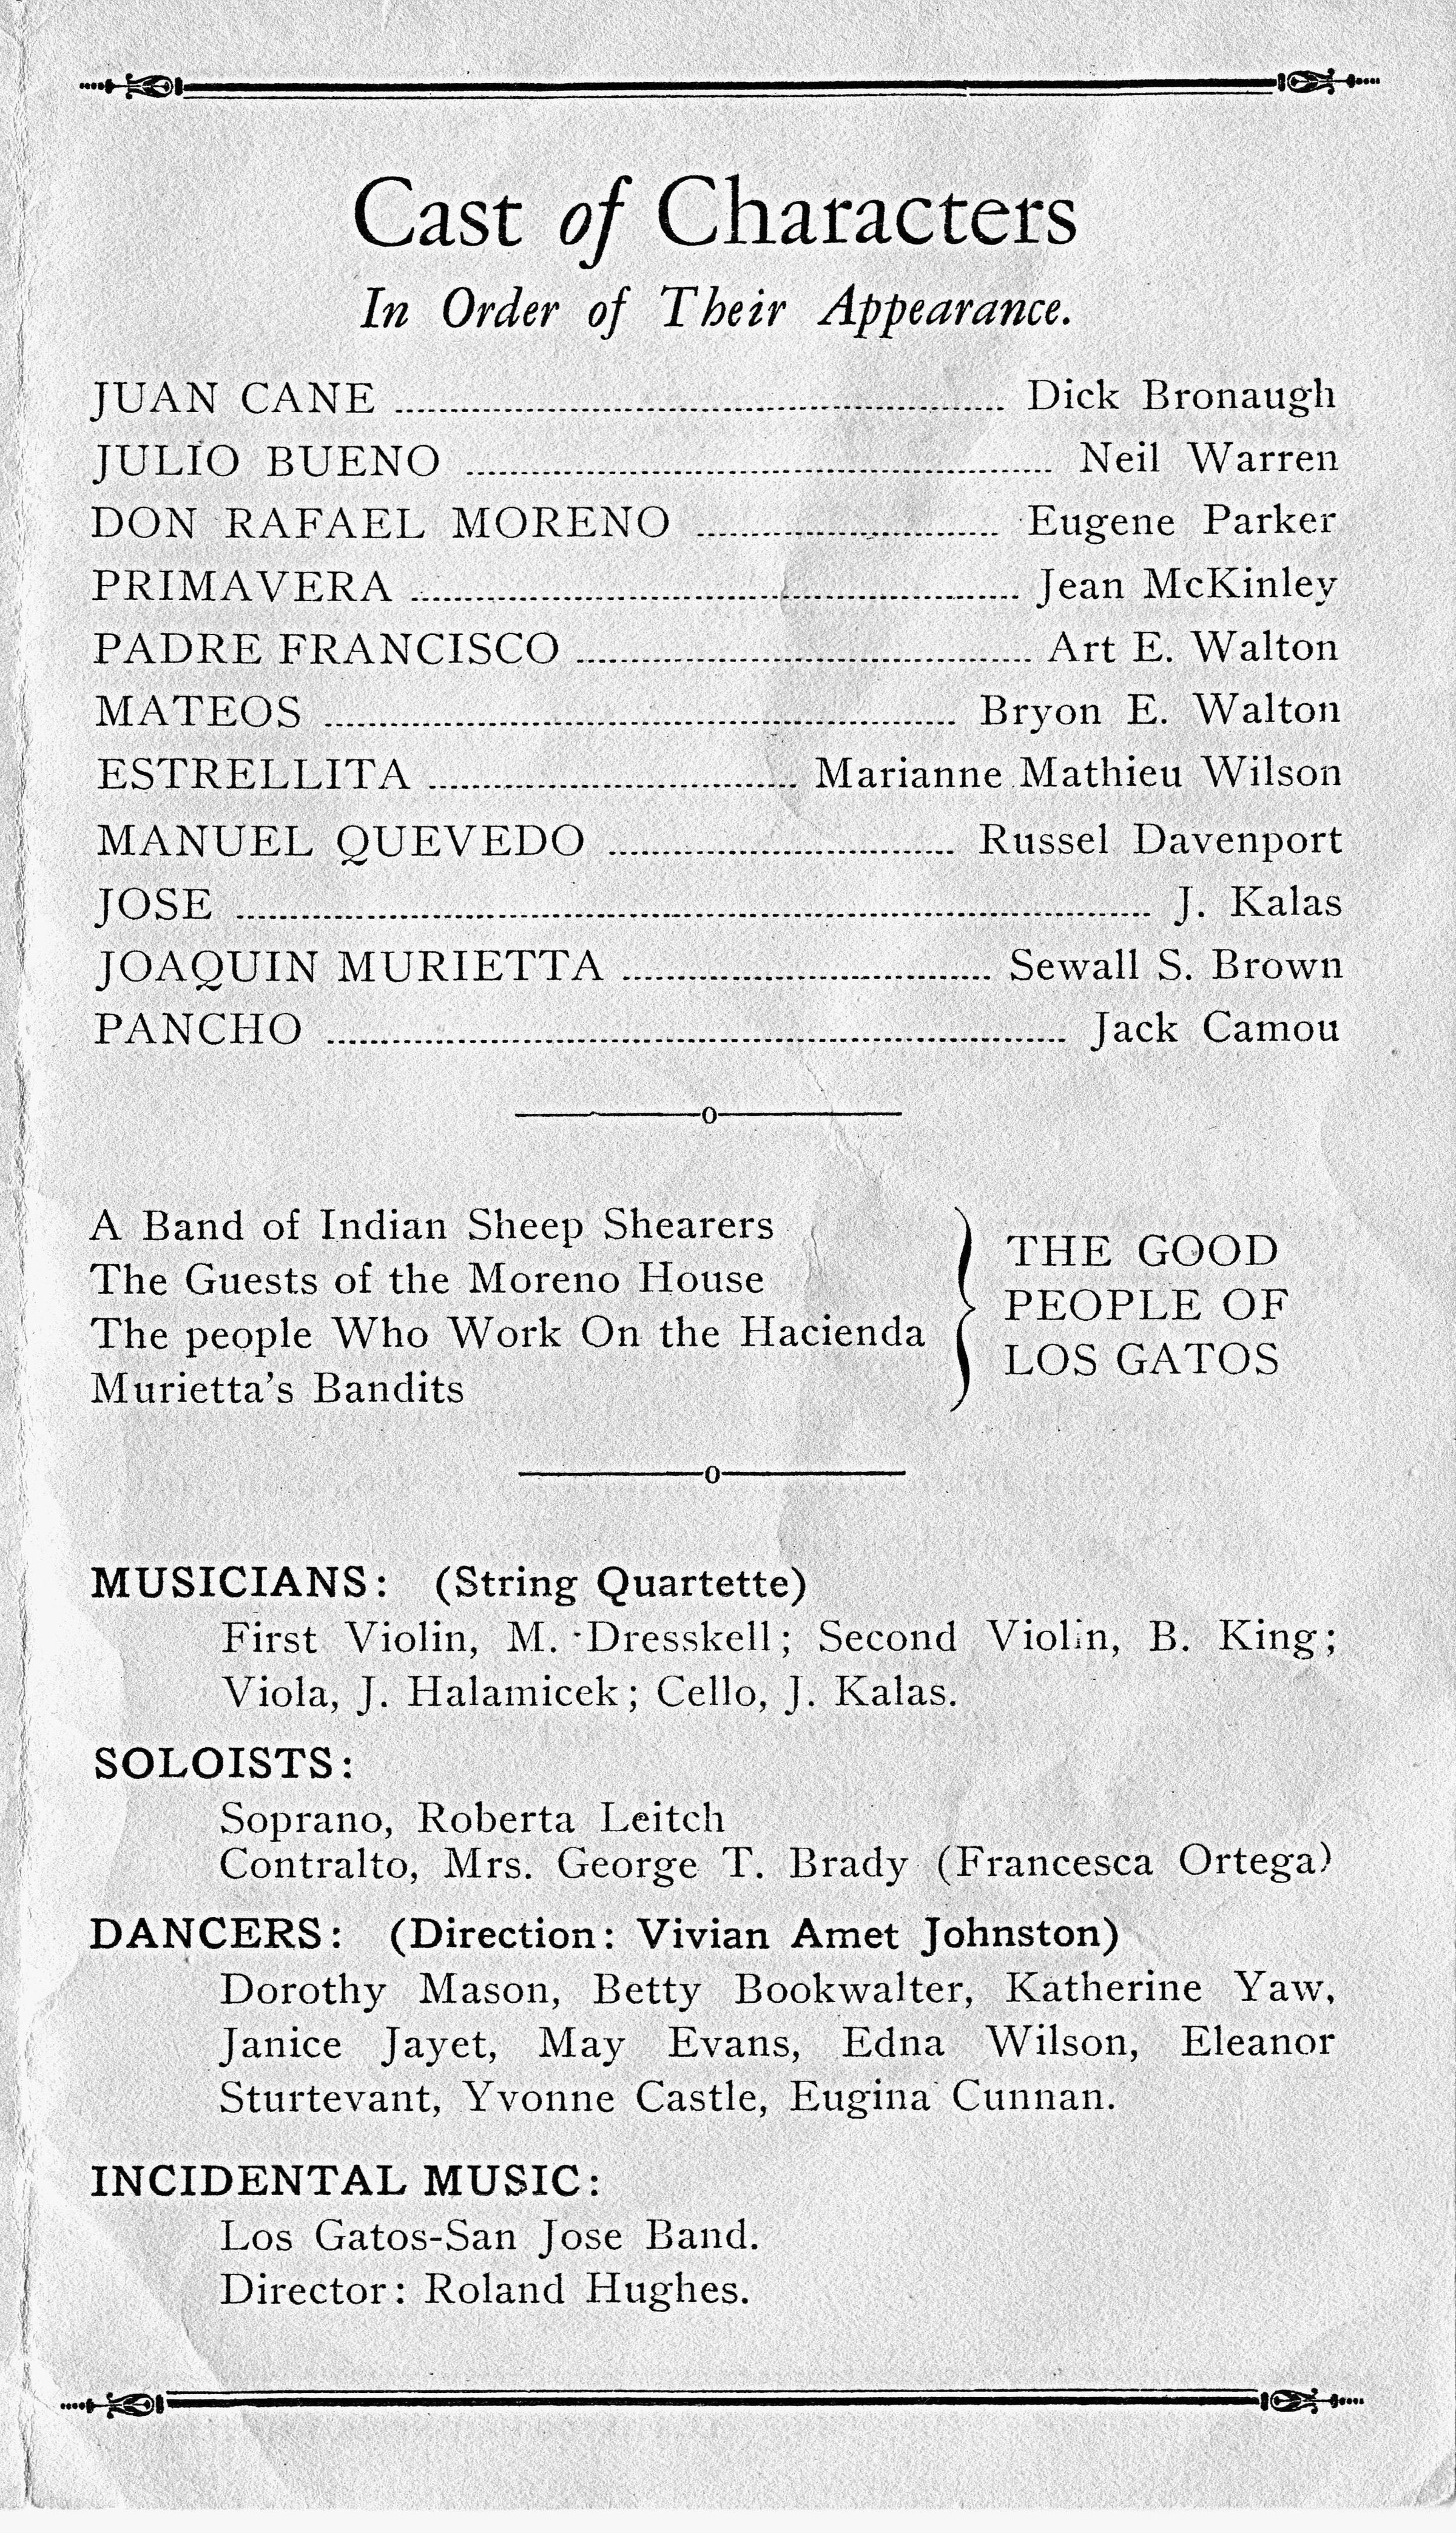 Cast of Characters
In Order of Their Appearance.
JUAN CANE ........ Dick Bronaugh
JULIO BUENO ........ Neil Warren
DON RAFAEL MORENO ........ Eugene Parker
PRIMAVERA ........ Jean McKinley
PADRE FRANCISCO ........ Art E. Walton
MATEOS ........ Bryon E. Walton
ESTRELLITA ........ Marianne Mathieu Wilson
MANUEL QUEVEDO ........ Russel Davenport
JOSE ........ J. Kalas
JOAQUIN MURIETTA ........ Sewall S. Brown
PANCHO ........ Jack Camou
A Band of Indian Sheep Shearers
The Guests of the Moreno House
The people Who Work On the Hacienda
Murietta's Bandits
THE GOOD
PEOPLE OF
LOS GATOS
MUSICIANS: (String Quartette)
First Violin, M. Dresskell; Second Violin, B. King;
Viola, J. Halamicek; Cello, J. Kalas.
SOLOISTS:
Soprano, Roberta Leitch
Contralto, Mrs. George T. Brady (Francesca Ortega)
DANCERS: (Direction: Vivian Amet Johnston)
Dorothy Mason, Betty Bookwalter, Katherine Yaw,
Janice Jayet, May Evans, Edna Wilson, Eleanor
Sturtevant, Yvonne Castle, Eugina Cunnan.
INCIDENTAL MUSIC:
Los Gatos-San Jose Band.
Director: Roland Hughes.